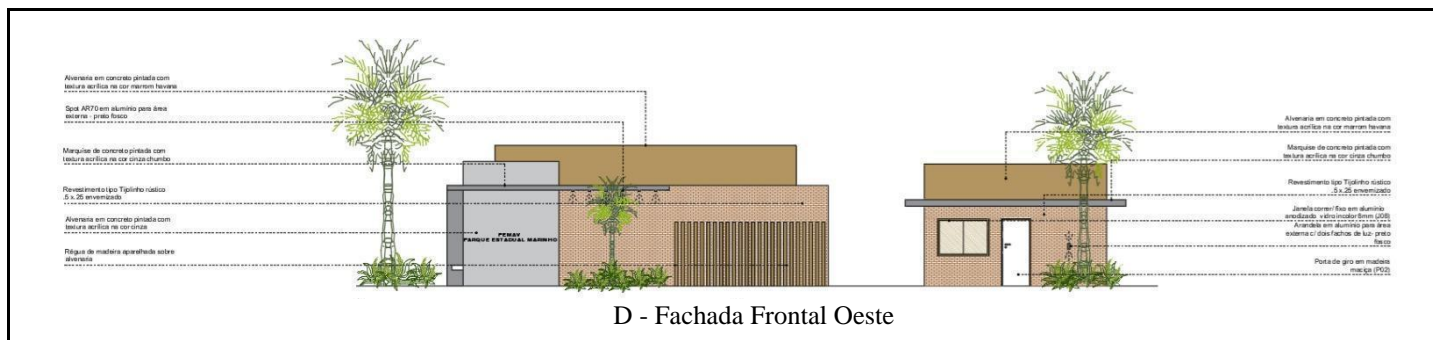 Alvenaria em concreto pintada com
textura acrílica na cor marrom havana
Spot AR70 em alumínio para área
externa - preto fosco
Marquise de concreto pintada com
textura acrílica na cor cinza chumbo
Revestimento tipo Tijolinho rústico
.5 x .25 envernizado
Alvenaria em concreto pintada com
textura acrílica na cor cinza
Régua de madeira aparelhada sobre
alvenaria
PEMAV
PARQUE ESTADUAL MARINHO
Alvenaria em concreto pintada com
textura acrílica na cor marrom havana
Marquise de concreto pintada com
textura acrílica na cor cinza chumbo
Revestimento tipo Tijolinho rústico
.5 x .25 envernizado
Janela correr/ fixo em alumínio
anodizado vidro incolor 6mm (J08)
Arandela em alumínio para área
externa c/ dois fachos de luz- preto
fosco
Porta de giro em madeira
maciça (P02)
D - Fachada Frontal Oeste